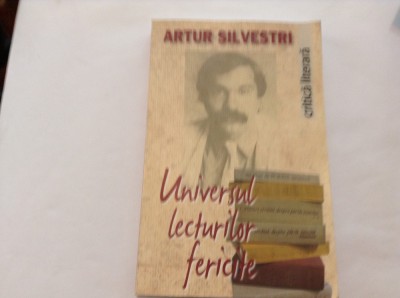 ARTUR SILVESTRI
critică literară
Universul
lecturilor
fericite